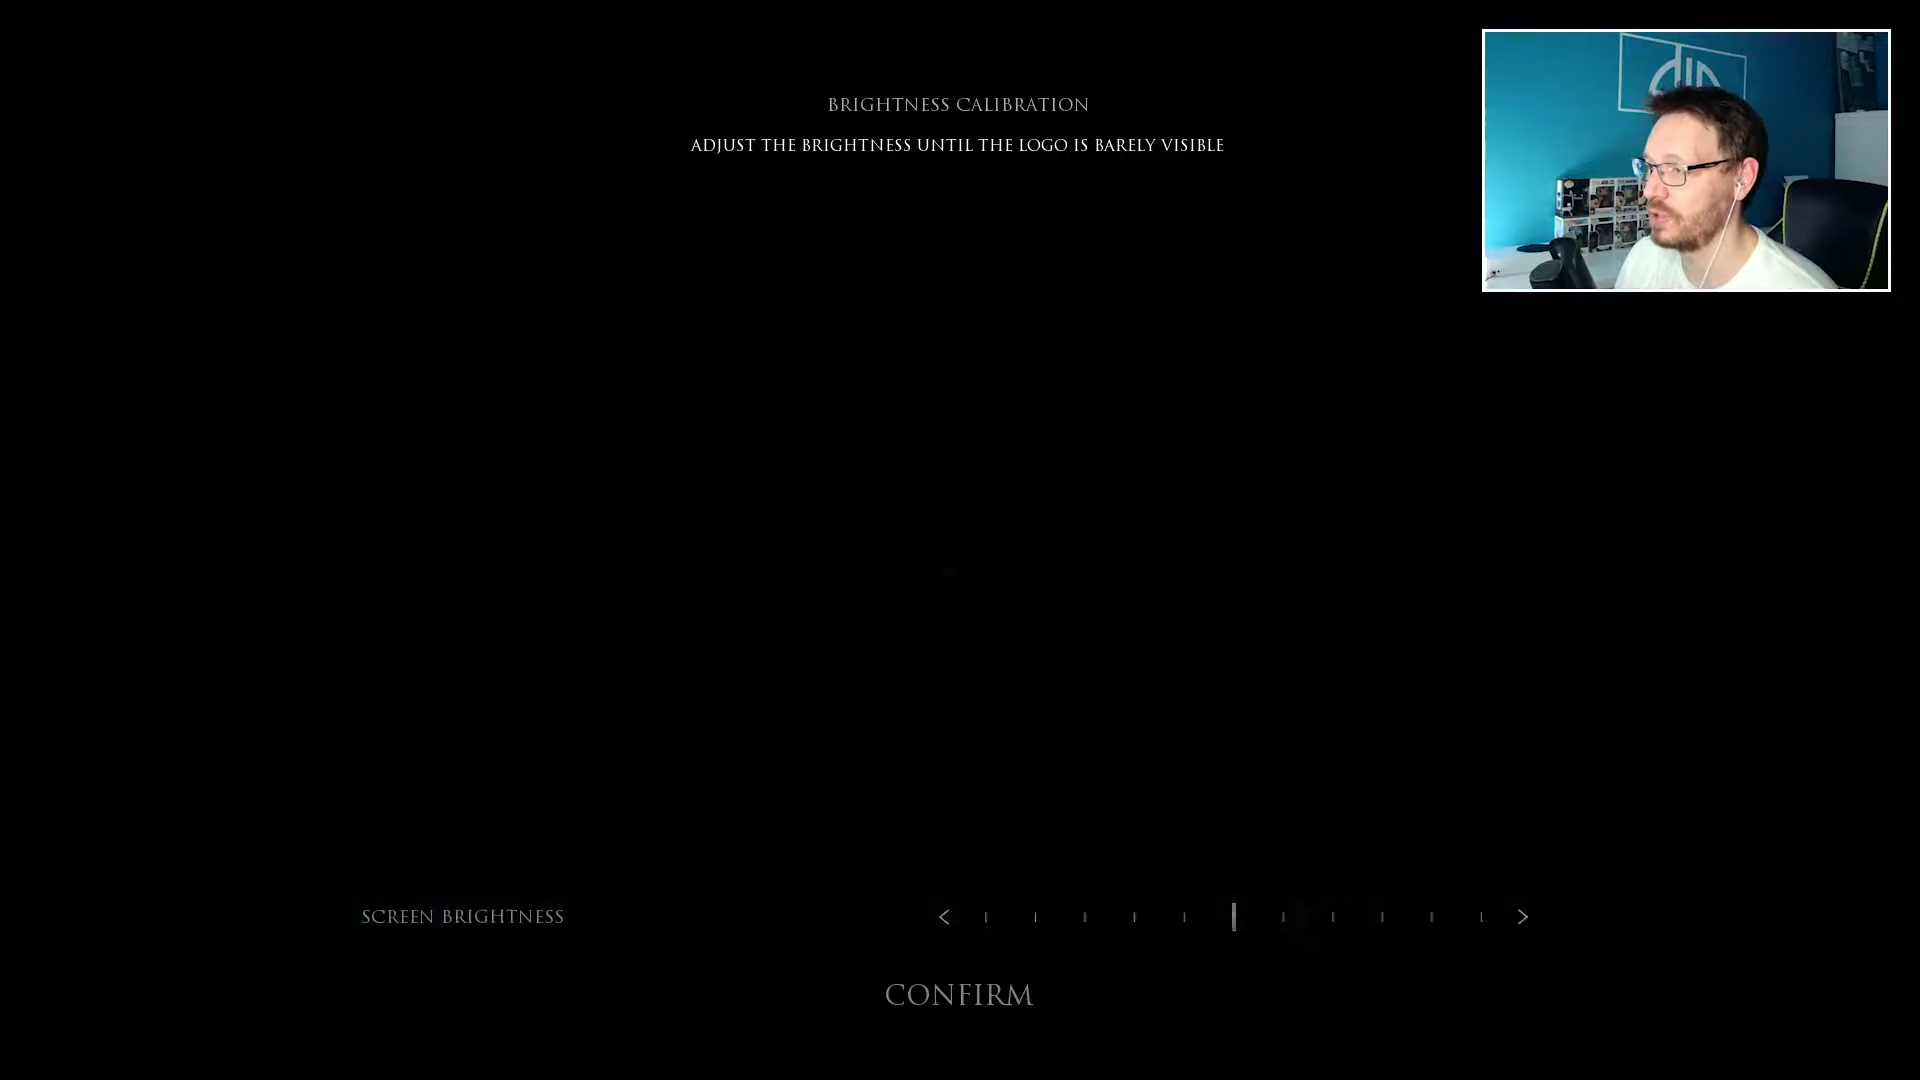 BRIGHTNESS CALIBRATION
ADJUST THE BRIGHTNESS UNTIL THE LOGO IS BARELY VISIBLE
SCREEN BRIGHTNESS
CONFIRM